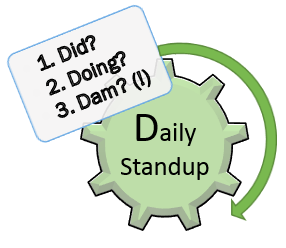 1. Did?
2. Doing?
3. Dam? (!)
Daily
Standup